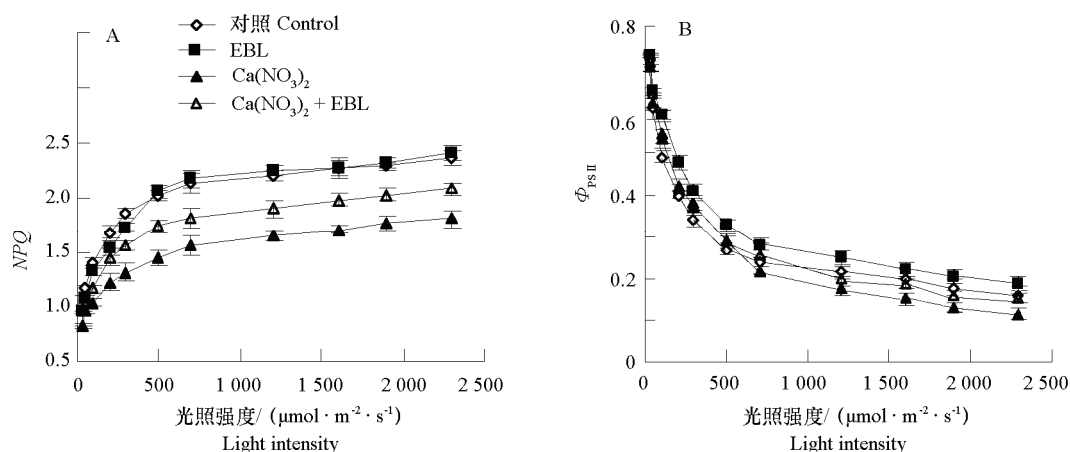 A
对照 Control
EBL
Ca(NO₃)₂
Ca(NO₃)₂ + EBL
NPQ
2.5
2.0
1.5
1.0
0.5
0 500 1 000 1 500 2 000 2 500
光照强度/ (μmol · m⁻² · s⁻¹)
Light intensity
B
Φ_PSⅡ
0.8
0.6
0.4
0.2
0
0 500 1 000 1 500 2 000 2 500
光照强度/ (μmol · m⁻² · s⁻¹)
Light intensity